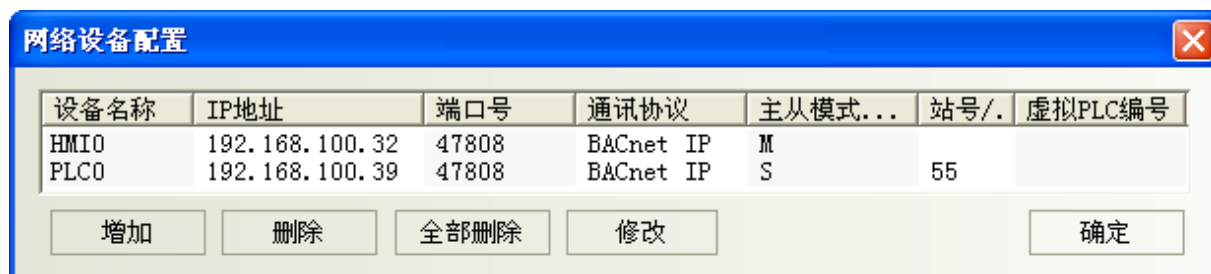 网络设备配置
设备名称 IP地址 端口号 通讯协议 主从模式... 站号/. 虚拟PLC编号
HMI0 192.168.100.32 47808 BACnet IP M
PLC0 192.168.100.39 47808 BACnet IP S 55
增加 删除 全部删除 修改 确定